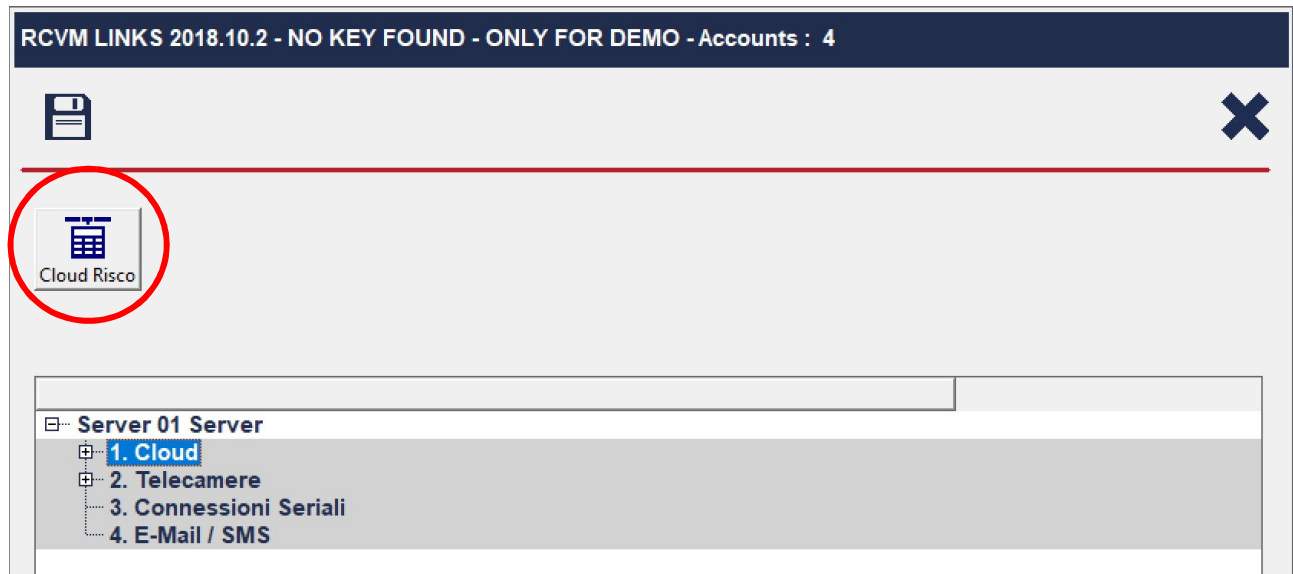 RCVM LINKS 2018.10.2 - NO KEY FOUND - ONLY FOR DEMO - Accounts : 4
Cloud Risco
Server 01 Server
1. Cloud
2. Telecamere
3. Connessioni Seriali
4. E-Mail / SMS